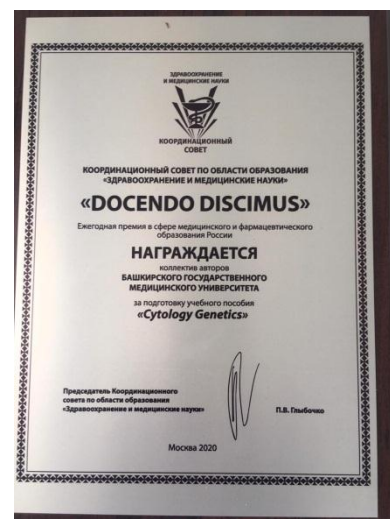 ЗДРАВООХРАНЕНИЕ
И МЕДИЦИНСКИЕ НАУКИ
КООРДИНАЦИОННЫЙ
СОВЕТ
КООРДИНАЦИОННЫЙ СОВЕТ ПО ОБЛАСТИ ОБРАЗОВАНИЯ
«ЗДРАВООХРАНЕНИЕ И МЕДИЦИНСКИЕ НАУКИ»
«DOCENDO DISCIMUS»
Ежегодная премия в сфере медицинского и фармацевтического
образования России
НАГРАЖДАЕТСЯ
коллектив авторов
БАШКИРСКОГО ГОСУДАРСТВЕННОГО
МЕДИЦИНСКОГО УНИВЕРСИТЕТА
за подготовку учебного пособия
«Cytology Genetics»
Председатель Координационного
совета по области образования
«Здравоохранение и медицинские науки»
П.В. Глыбочко
Москва 2020